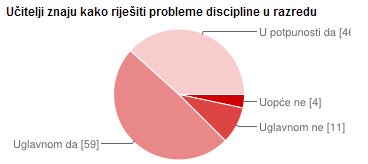 Učitelji znaju kako riješiti probleme discipline u razredu
U potpunosti da [46
Uopće ne [4]
Uglavnom ne [11]
Uglavnom da [59]